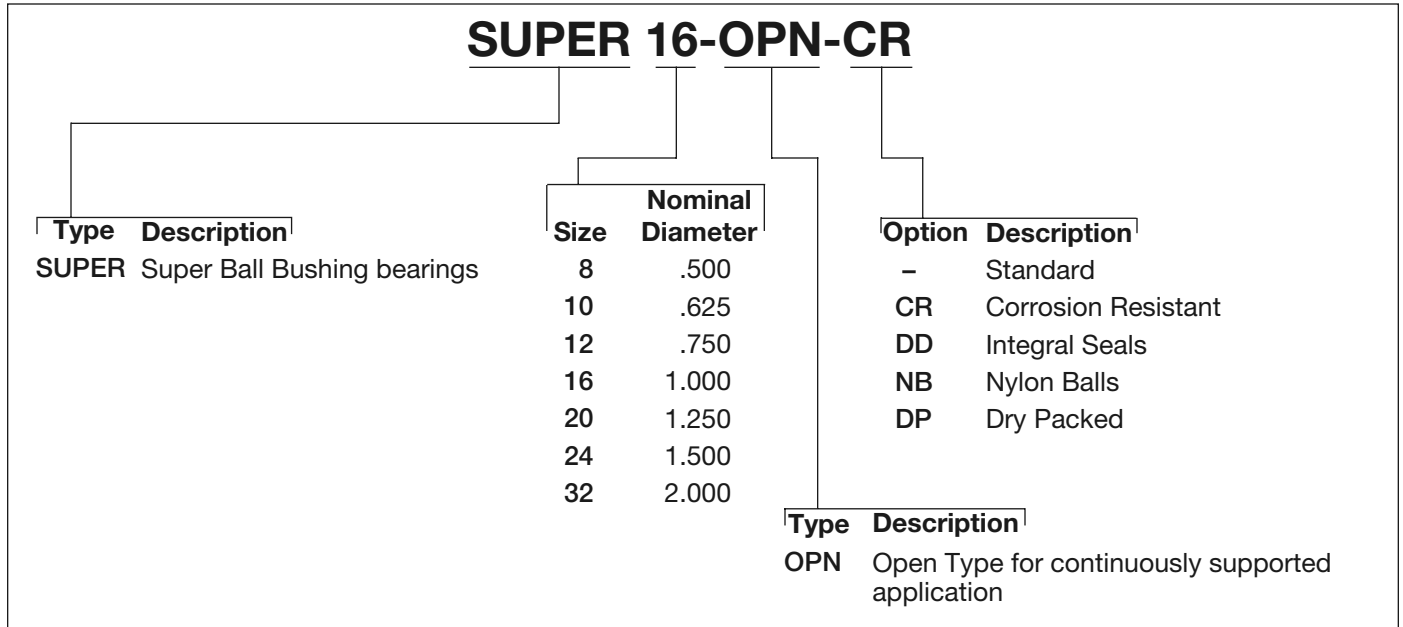 SUPER 16-OPN-CR
Type Description
SUPER Super Ball Bushing bearings
Nominal
Size Diameter
8 .500
10 .625
12 .750
16 1.000
20 1.250
24 1.500
32 2.000
Option Description
– Standard
CR Corrosion Resistant
DD Integral Seals
NB Nylon Balls
DP Dry Packed
Type Description
OPN Open Type for continuously supported
application